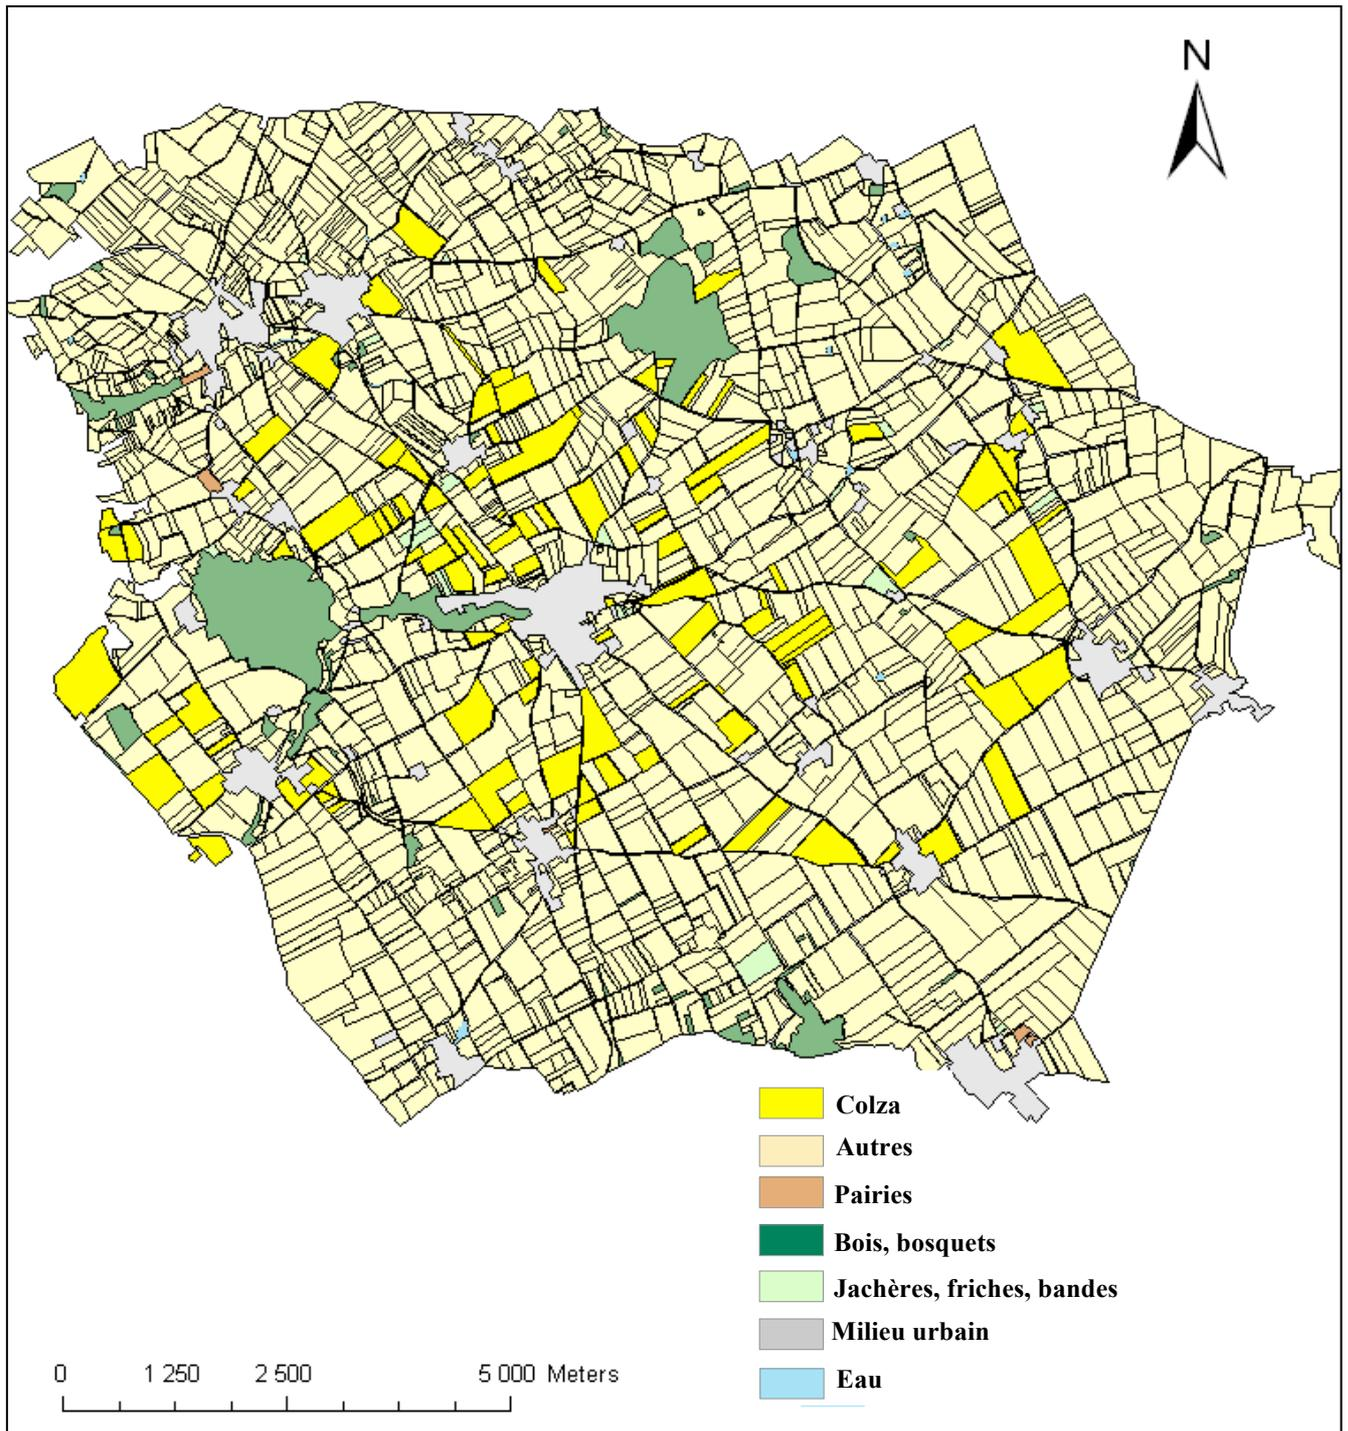 N
Colza
Autres
Pairies
Bois, bosquets
Jachères, friches, bandes
Milieu urbain
Eau
0 1 250 2 500 5 000 Meters